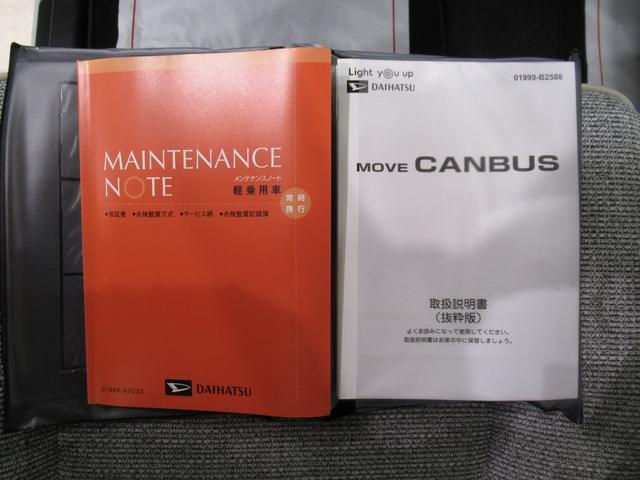 MAINTENANCE
NOTE
メンテナンスノート
軽乗用車
常時
携行
●保証書 ●点検整備方式 ●サービス網 ●点検整備記録簿
DAIHATSU
Light you up
DAIHATSU
01999-B2588
MOVE CANBUS
取扱説明書
(抜粋版)
よくお読みになって使用してください。
取扱説明書はお車の中に保管しましょう。